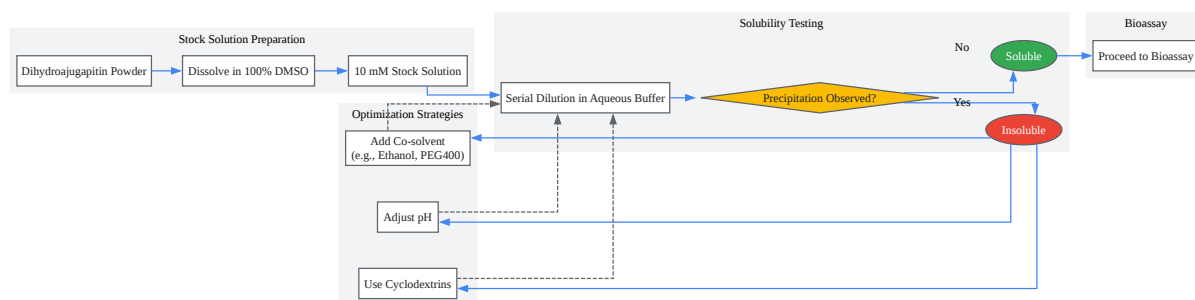 Solubility Testing
Bioassay
Stock Solution Preparation
No
Soluble
Proceed to Bioassay
Dihydroajugapitin Powder
Dissolve in 100% DMSO
10 mM Stock Solution
Serial Dilution in Aqueous Buffer
Precipitation Observed?
Yes
Optimization Strategies
Insoluble
Add Co-solvent
(e.g., Ethanol, PEG400)
Adjust pH
Use Cyclodextrins